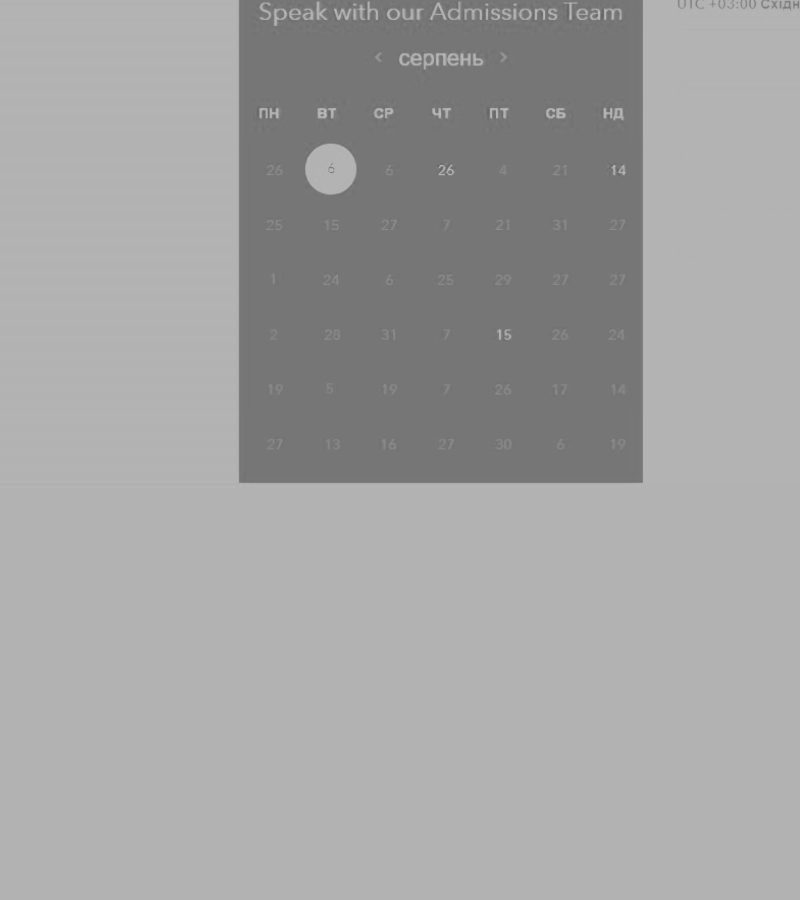 Speak with our Admissions Team
UTC +03:00 Східн
‹ серпень ›
ПН ВТ СР ЧТ ПТ СБ НД
26 6 6 26 4 21 14
25 15 27 7 21 31 27
1 24 6 25 29 27 27
2 28 31 7 15 26 24
19 5 19 7 26 17 14
27 13 16 27 30 6 19